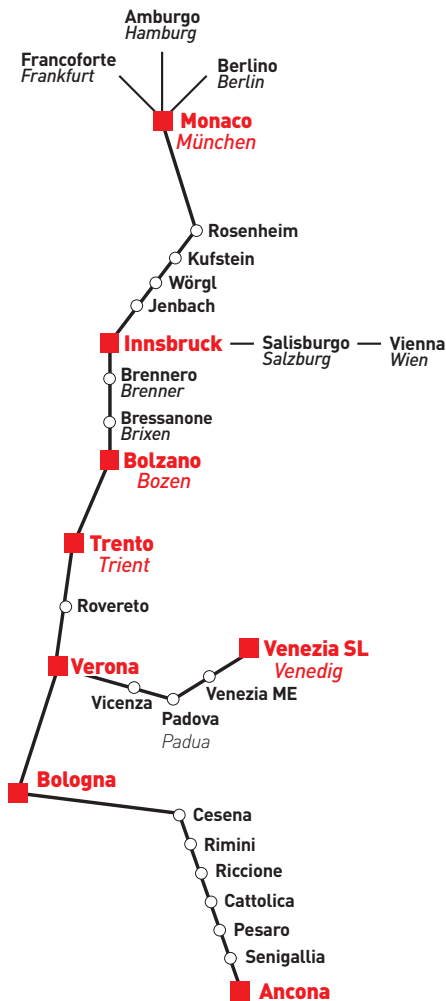 Amburgo
Hamburg
Francoforte
Frankfurt
Berlino
Berlin
Monaco
München
Rosenheim
Kufstein
Wörgl
Jenbach
Innsbruck
Salisburgo
Salzburg
Vienna
Wien
Brennero
Brenner
Bressanone
Brixen
Bolzano
Bozen
Trento
Trient
Rovereto
Venezia SL
Venedig
Verona
Venezia ME
Vicenza
Padova
Padua
Bologna
Cesena
Rimini
Riccione
Cattolica
Pesaro
Senigallia
Ancona